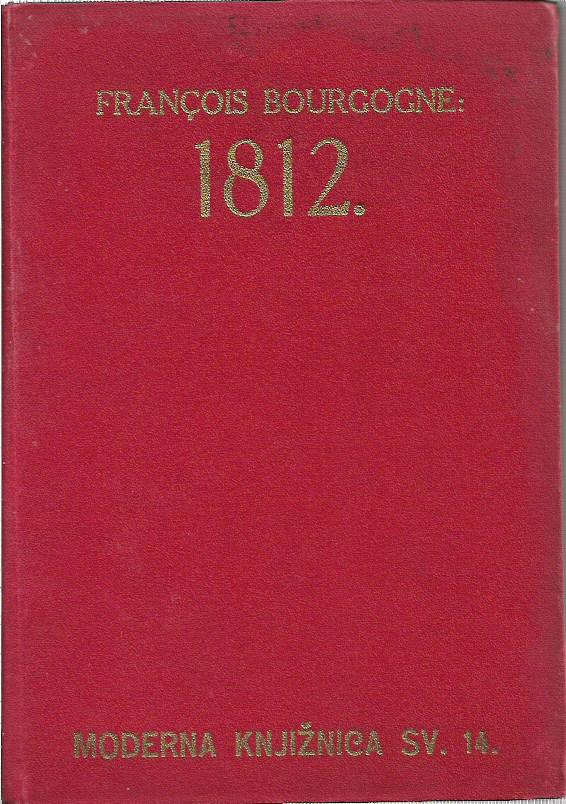 FRANÇOIS BOURGOGNE:
1812.
MODERNA KNJIŽNICA SV. 14.